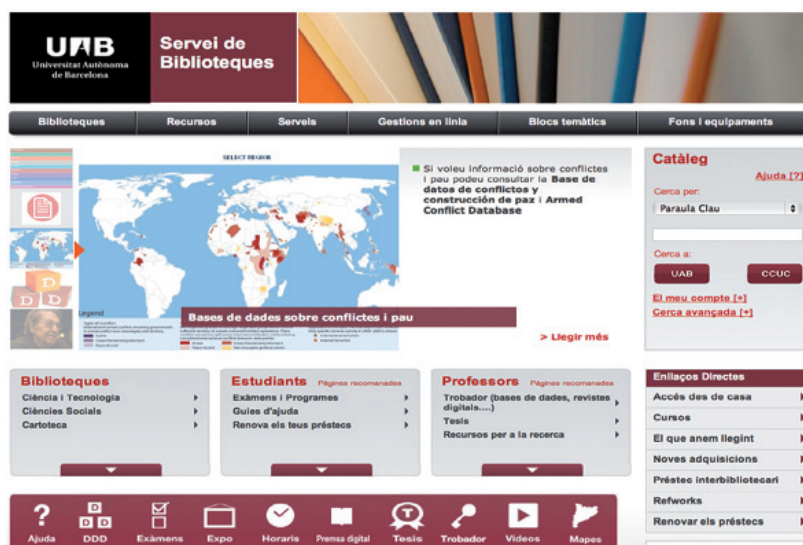 UAB
Universitat Autònoma
de Barcelona
Servei de
Biblioteques
Biblioteques
Recursos
Serveis
Gestions en línia
Blocs temàtics
Fons i equipaments
SELECT REGION
Si voleu informació sobre conflictes
i pau podeu consultar la Base de
datos de conflictos y
construcción de paz i Armed
Conflict Database
Legend
Bases de dades sobre conflictes i pau
> Llegir més
D
D D
Catàleg
Ajuda [?]
Cerca per:
Paraula Clau
Cerca a:
UAB
CCUC
El meu compte [+]
Cerca avançada [+]
Biblioteques
Ciència i Tecnologia
Ciències Socials
Cartoteca
Estudiants Pàgines recomanades
Exàmens i Programes
Guies d'ajuda
Renova els teus préstecs
Professors Pàgines recomanades
Trobador (bases de dades, revistes
digitals....)
Tesis
Recursos per a la recerca
Enllaços Directes
Accés des de casa
Cursos
El que anem llegint
Noves adquisicions
Préstec interbibliotecari
Refworks
Renovar els préstecs
?
D
D D
T
Ajuda
DDD
Exàmens
Expo
Horaris
Premsa digital
Tesis
Trobador
Vídeos
Mapes